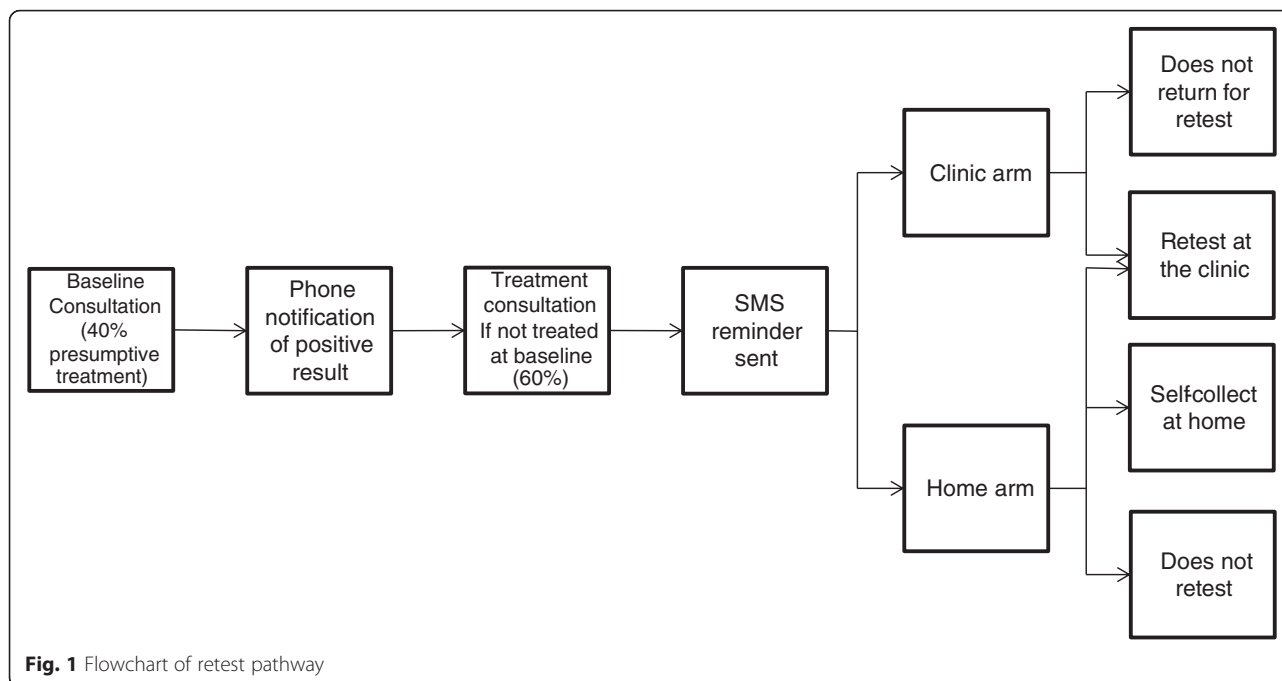 Baseline
Consultation
(40%
presumptive
treatment)
Phone
notification
of positive
result
Treatment
consultation
If not treated
at baseline
(60%)
SMS
reminder
sent
Clinic arm
Home arm
Does not
return for
retest
Retest at
the clinic
Self-collect
at home
Does not
retest
Fig. 1 Flowchart of retest pathway